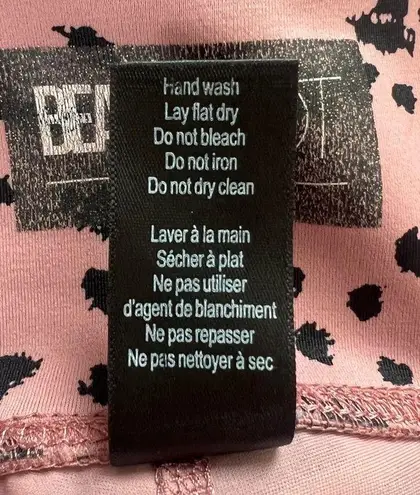 Hand wash
Lay flat dry
Do not bleach
Do not iron
Do not dry clean
Laver à la main
Sécher à plat
Ne pas utiliser
d'agent de blanchiment
Ne pas repasser
Ne pas nettoyer à sec